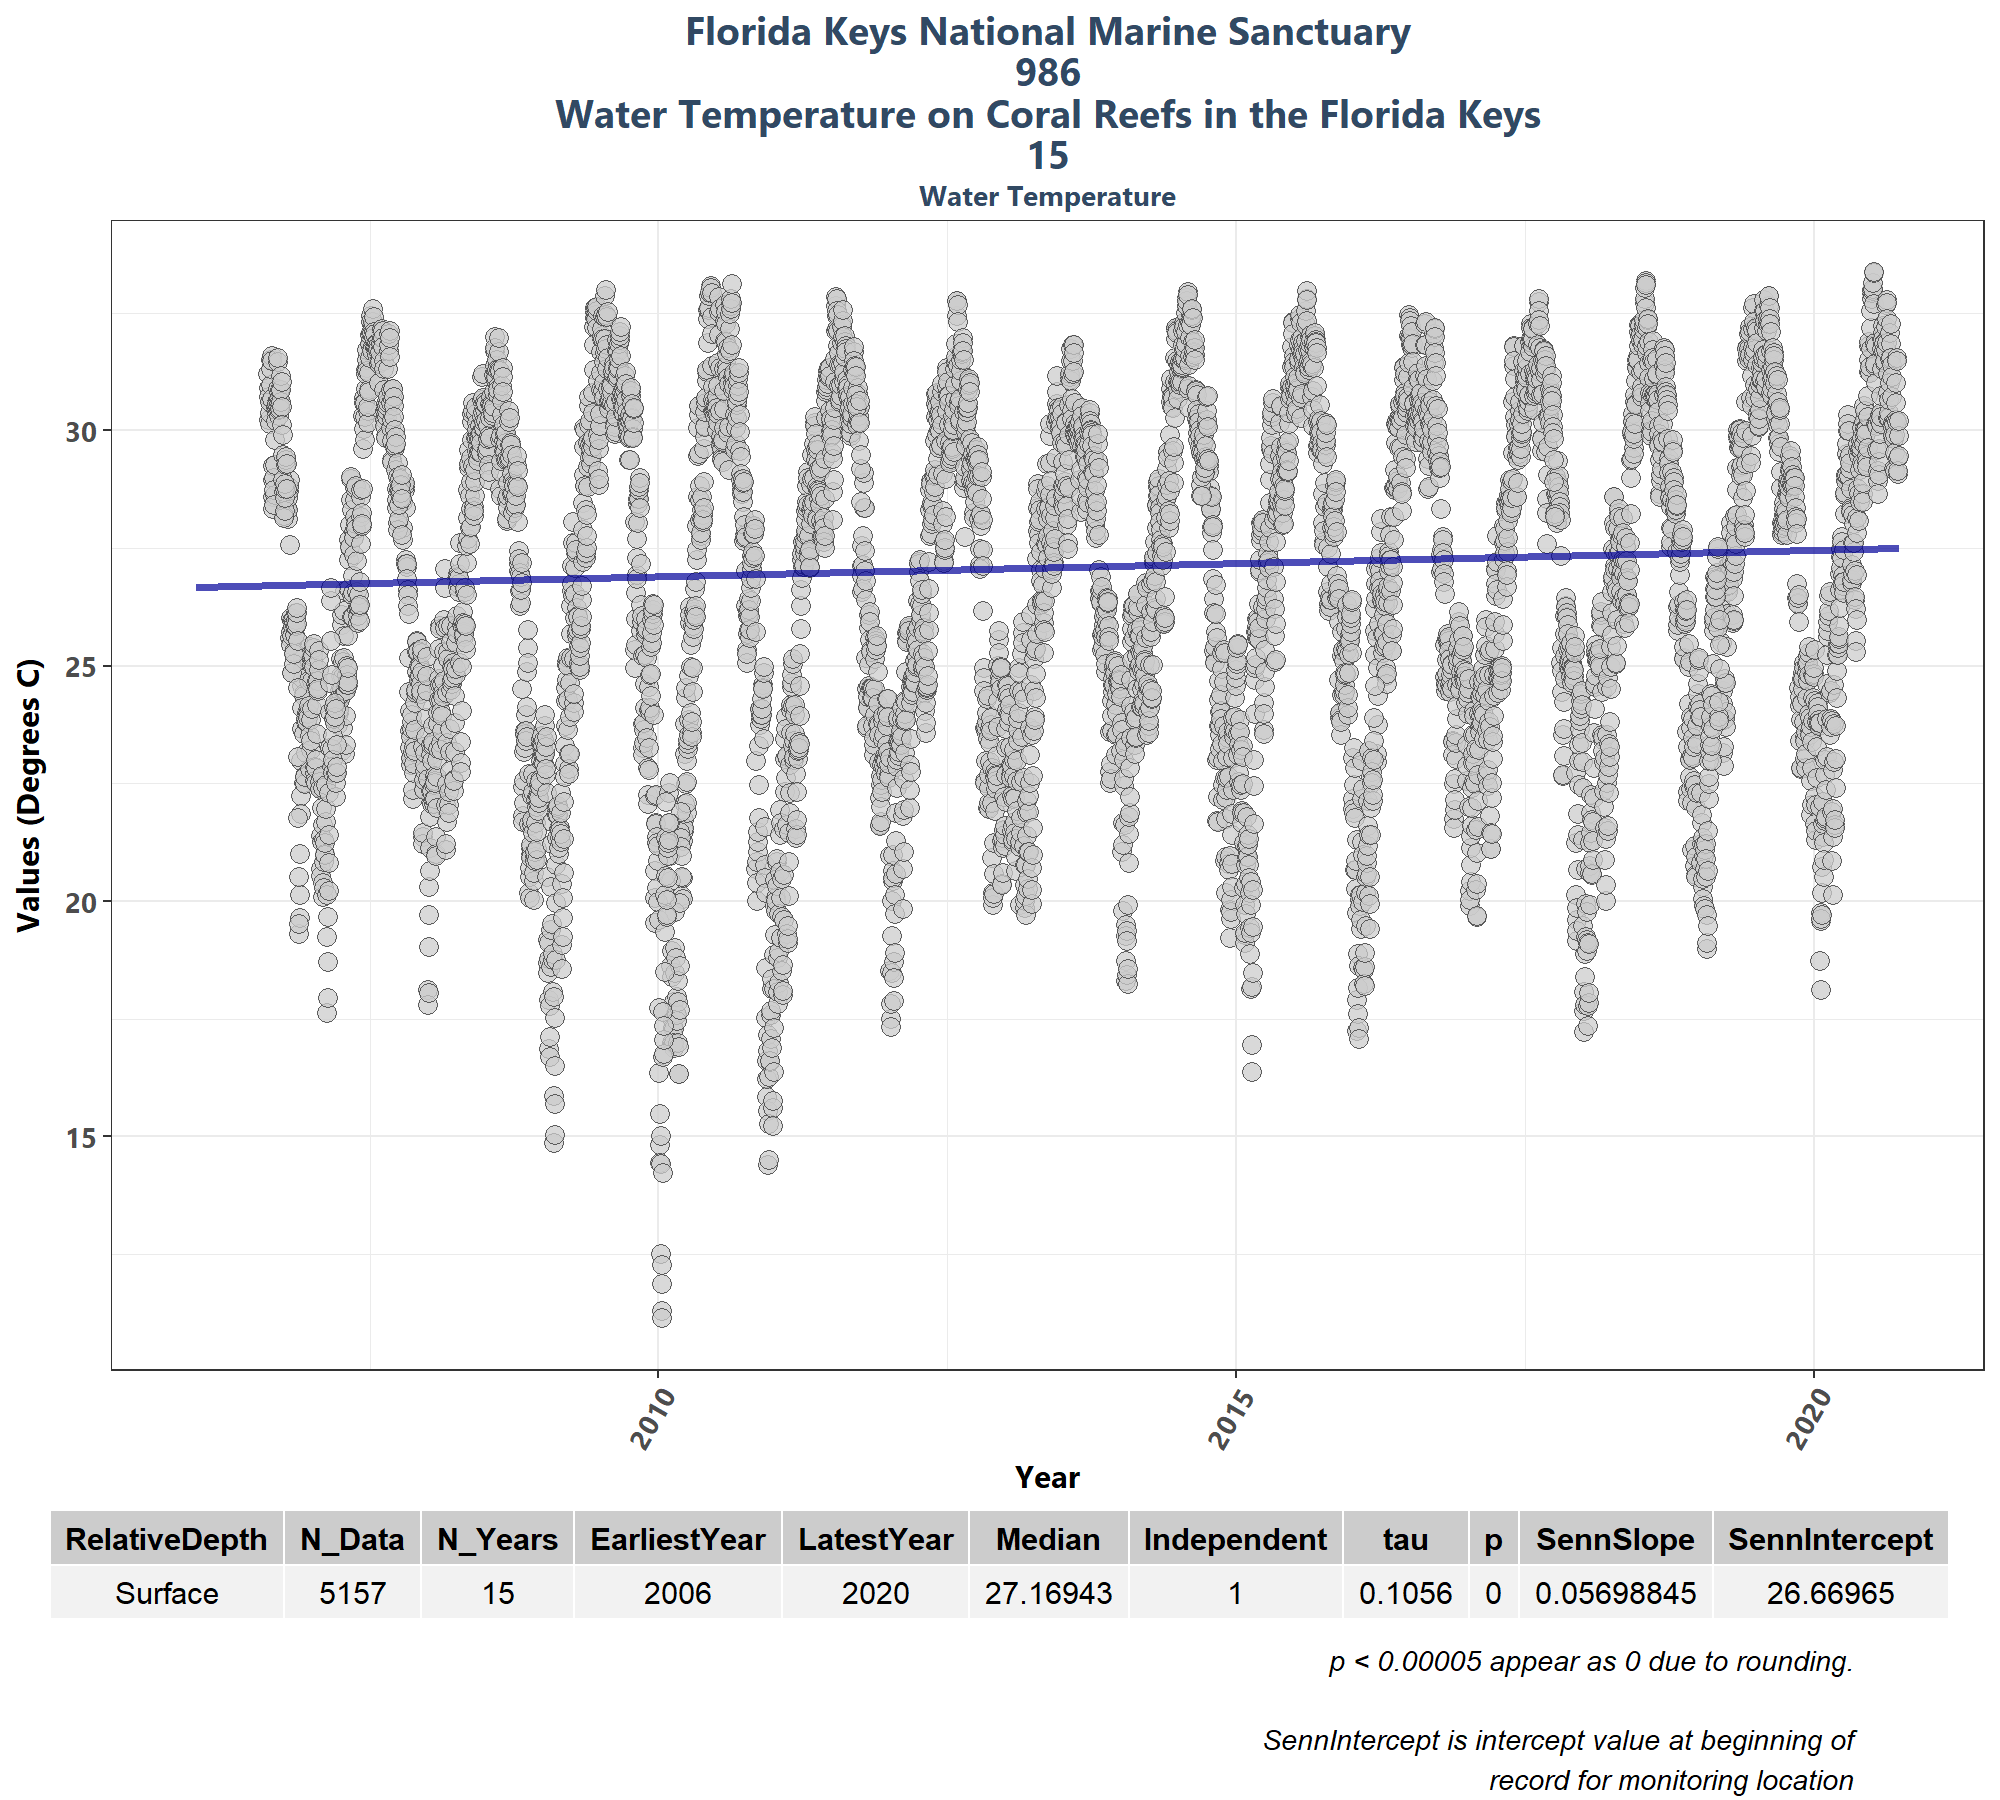 Florida Keys National Marine Sanctuary
986
Water Temperature on Coral Reefs in the Florida Keys
15
Water Temperature
Values (Degrees C)
30
25
20
15
2010
2015
2020
Year
RelativeDepth N_Data N_Years EarliestYear LatestYear Median Independent tau p SennSlope SennIntercept
Surface 5157 15 2006 2020 27.16943 1 0.1056 0 0.05698845 26.66965
p < 0.00005 appear as 0 due to rounding.
SennIntercept is intercept value at beginning of
record for monitoring location